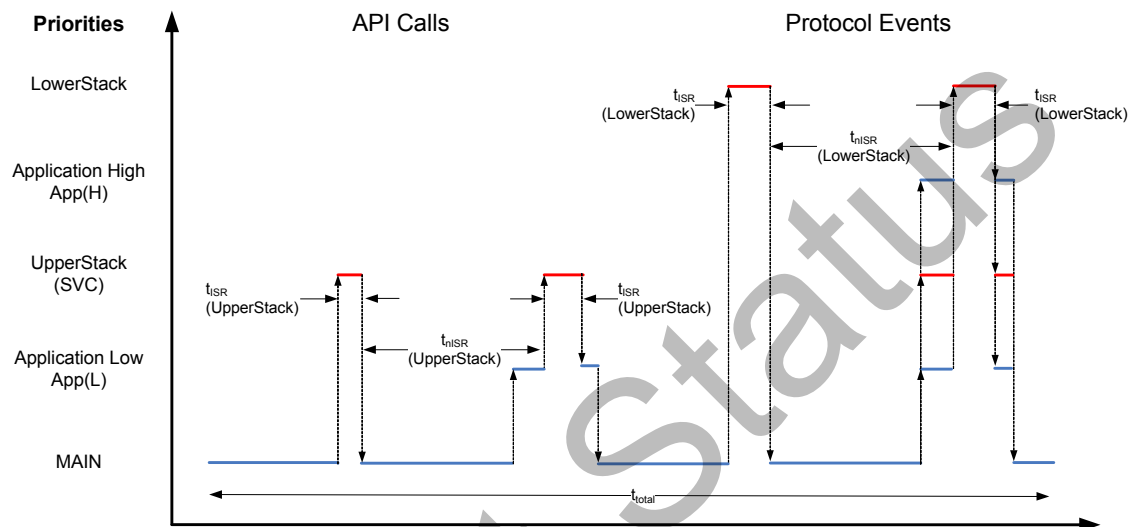 Priorities
API Calls
Protocol Events
LowerStack
tISR
(LowerStack)
tISR
(LowerStack)
tnISR
(LowerStack)
Application High
App(H)
UpperStack
(SVC)
tISR
(UpperStack)
tISR
(UpperStack)
tnISR
(UpperStack)
Application Low
App(L)
MAIN
ttotal
Status